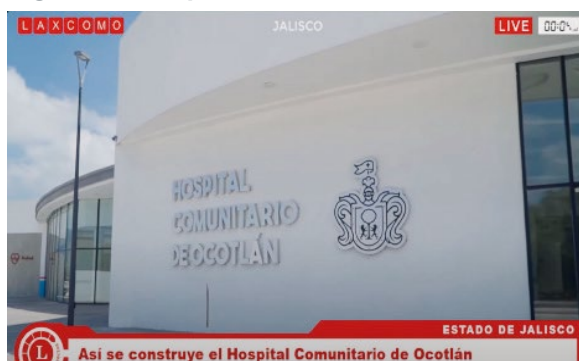 LAXCOMO
JALISCO
LIVE
HOSPITAL
COMUNITARIO
DE OCOTLÁN
ESTADO DE JALISCO
L
Así se construye el Hospital Comunitario de Ocotlán